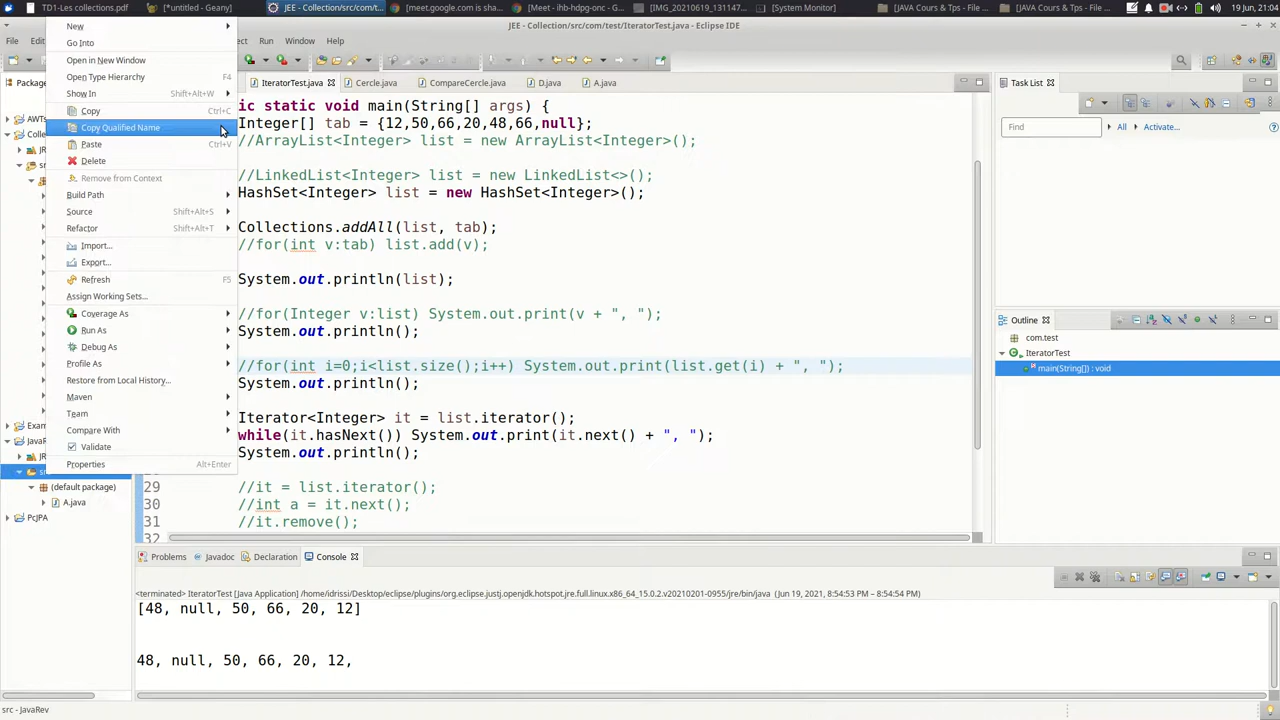 TD1-Les collections.pd...
[*untitled - Geany]
JEE - Collection/src/com/t...
[meet.google.com is sha...
[Meet - ihb-hdpg-onc: - ...
[IMG_20210619_131147...
[System Monitor]
[JAVA Cours & Tps - Fil...
[JAVA Cours & Tps - Fil...
19 Jun, 21:04
JEE - Collection/src/com/test/IteratorTest.java - Eclipse IDE
File
Run
Window
Help
IteratorTest.java
Cercle.java
CompareCercle.java
D.java
A.java
New
Go Into
Open in New Window
Open Type Hierarchy F4
Show In Shift+Alt+W
Copy Ctrl+C
Copy Qualified Name
Paste Ctrl+V
Delete
Remove from Context
Build Path
Source Shift+Alt+S
Refactor Shift+Alt+T
Import...
Export...
Refresh F5
Assign Working Sets...
Coverage As
Run As
Debug As
Profile As
Restore from Local History...
Maven
Team
Compare With
Validate
Properties Alt+Enter
(default package)
A.java
PcJPA
ic static void main(String[] args) {
Integer[] tab = {12,50,66,20,48,66,null};
//ArrayList<Integer> list = new ArrayList<Integer>();
//LinkedList<Integer> list = new LinkedList<>();
HashSet<Integer> list = new HashSet<Integer>();
Collections.addAll(list, tab);
//for(int v:tab) list.add(v);
System.out.println(list);
//for(Integer v:list) System.out.print(v + ", ");
System.out.println();
//for(int i=0;i<list.size();i++) System.out.print(list.get(i) + ", ");
System.out.println();
Iterator<Integer> it = list.iterator();
while(it.hasNext()) System.out.print(it.next() + ", ");
System.out.println();
29 //it = list.iterator();
30 //int a = it.next();
31 //it.remove();
32
Task List
Find
All
Activate...
Outline
com.test
IteratorTest
main(String[]) : void
Problems
Javadoc
Declaration
Console
<terminated> IteratorTest [Java Application] /home/idrissi/Desktop/eclipse/plugins/org.eclipse.justj.openjdk.hotspot.jre.full.linux.x86_64_15.0.2.v20210201-0955/jre/bin/java (Jun 19, 2021, 8:54:53 PM – 8:54:54 PM)
[48, null, 50, 66, 20, 12]
48, null, 50, 66, 20, 12,
src - JavaRev